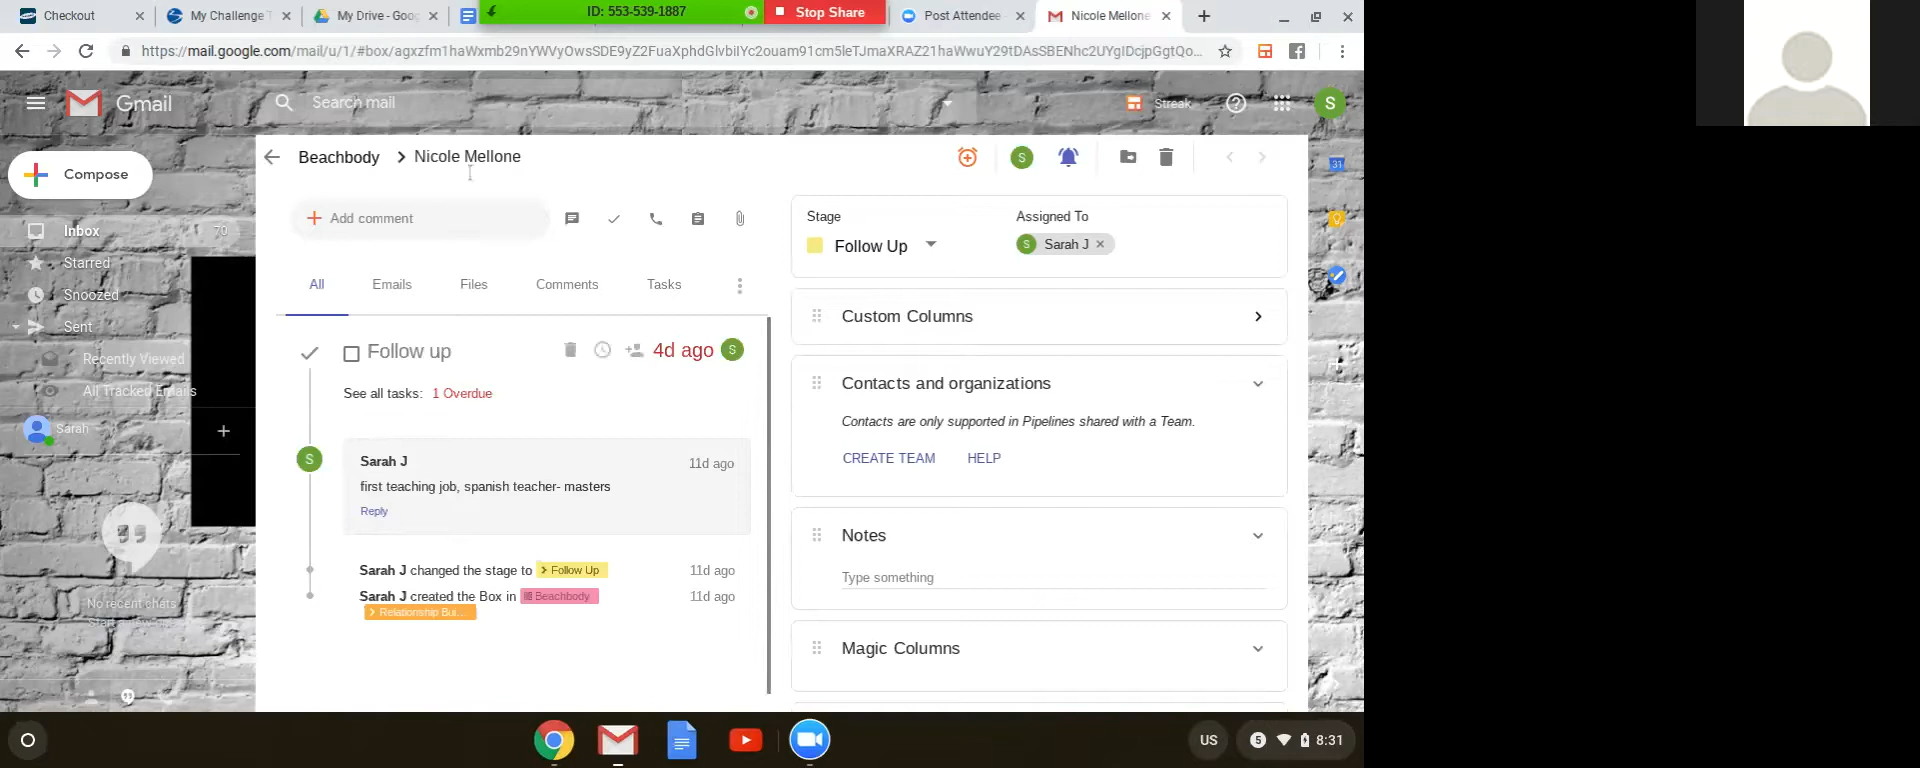 Checkout
My Challenge T
My Drive - Goog
ID: 553-539-1887
Stop Share
Post Attendee -
Nicole Mellone
https://mail.google.com/mail/u/1/#box/
Gmail
Search mail
Streak
S
Compose
Beachbody > Nicole Mellone
S
31
Inbox
70
Starred
Snoozed
Sent
Recently Viewed
All Tracked Emails
Sarah
No recent chats
Add comment
All
Emails
Files
Comments
Tasks
Follow up
4d ago
S
See all tasks: 1 Overdue
S
Sarah J
11d ago
first teaching job, spanish teacher- masters
Reply
Sarah J changed the stage to > Follow Up
11d ago
Sarah J created the Box in Beachbody
11d ago
> Relationship Bui...
Stage
Assigned To
Follow Up
S Sarah J ×
Custom Columns
Contacts and organizations
Contacts are only supported in Pipelines shared with a Team.
CREATE TEAM
HELP
Notes
Type something
Magic Columns
US
5
8:31